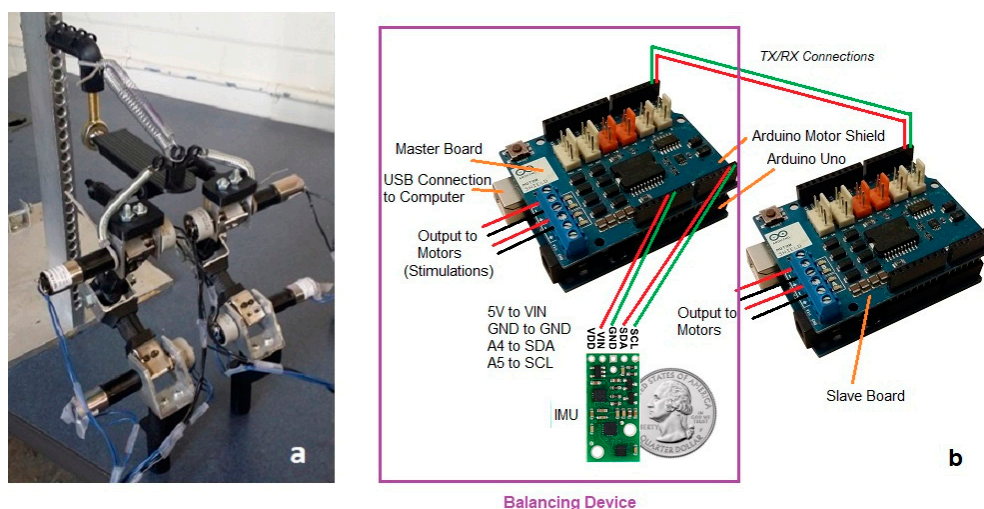 a
TX/RX Connections
Master Board
Arduino Motor Shield
Arduino Uno
USB Connection
to Computer
Output to
Motors
(Stimulations)
5V to VIN
GND to GND
A4 to SDA
A5 to SCL
VDD
VIN
GND
SDA
SCL
Output to
Motors
IMU
Slave Board
QUARTER DOLLAR
b
Balancing Device